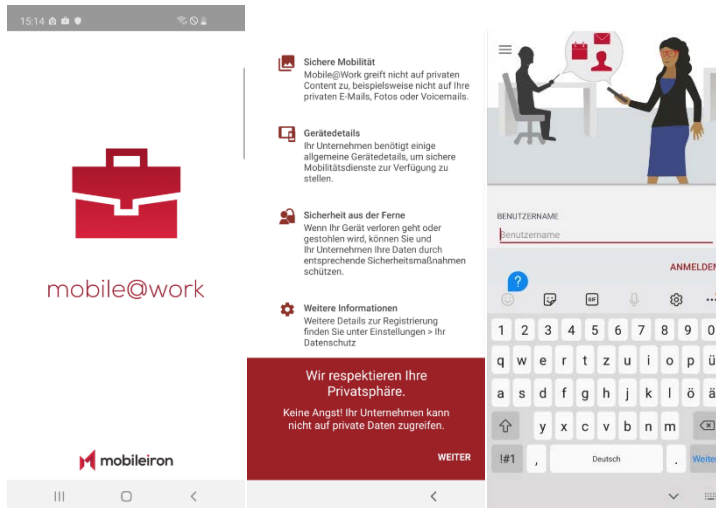 15:14
mobile@work
mobileiron
Sichere Mobilität
Mobile@Work greift nicht auf privaten
Content zu, beispielsweise nicht auf Ihre
privaten E-Mails, Fotos oder Voicemails.
Gerätedetails
Ihr Unternehmen benötigt einige
allgemeine Gerätedetails, um sichere
Mobilitätsdienste zur Verfügung zu
stellen.
Sicherheit aus der Ferne
Wenn Ihr Gerät verloren geht oder
gestohlen wird, können Sie und
Ihr Unternehmen Ihre Daten durch
entsprechende Sicherheitsmaßnahmen
schützen.
Weitere Informationen
Weitere Details zur Registrierung
finden Sie unter Einstellungen > Ihr
Datenschutz
Wir respektieren Ihre
Privatsphäre.
Keine Angst! Ihr Unternehmen kann
nicht auf private Daten zugreifen.
WEITER
BENUTZERNAME
Benutzername
ANMELDEN
?
GIF
1 2 3 4 5 6 7 8 9 0
q w e r t z u i o p ü
a s d f g h j k l ö ä
y x c v b n m
!#1 , Deutsch . Weiter